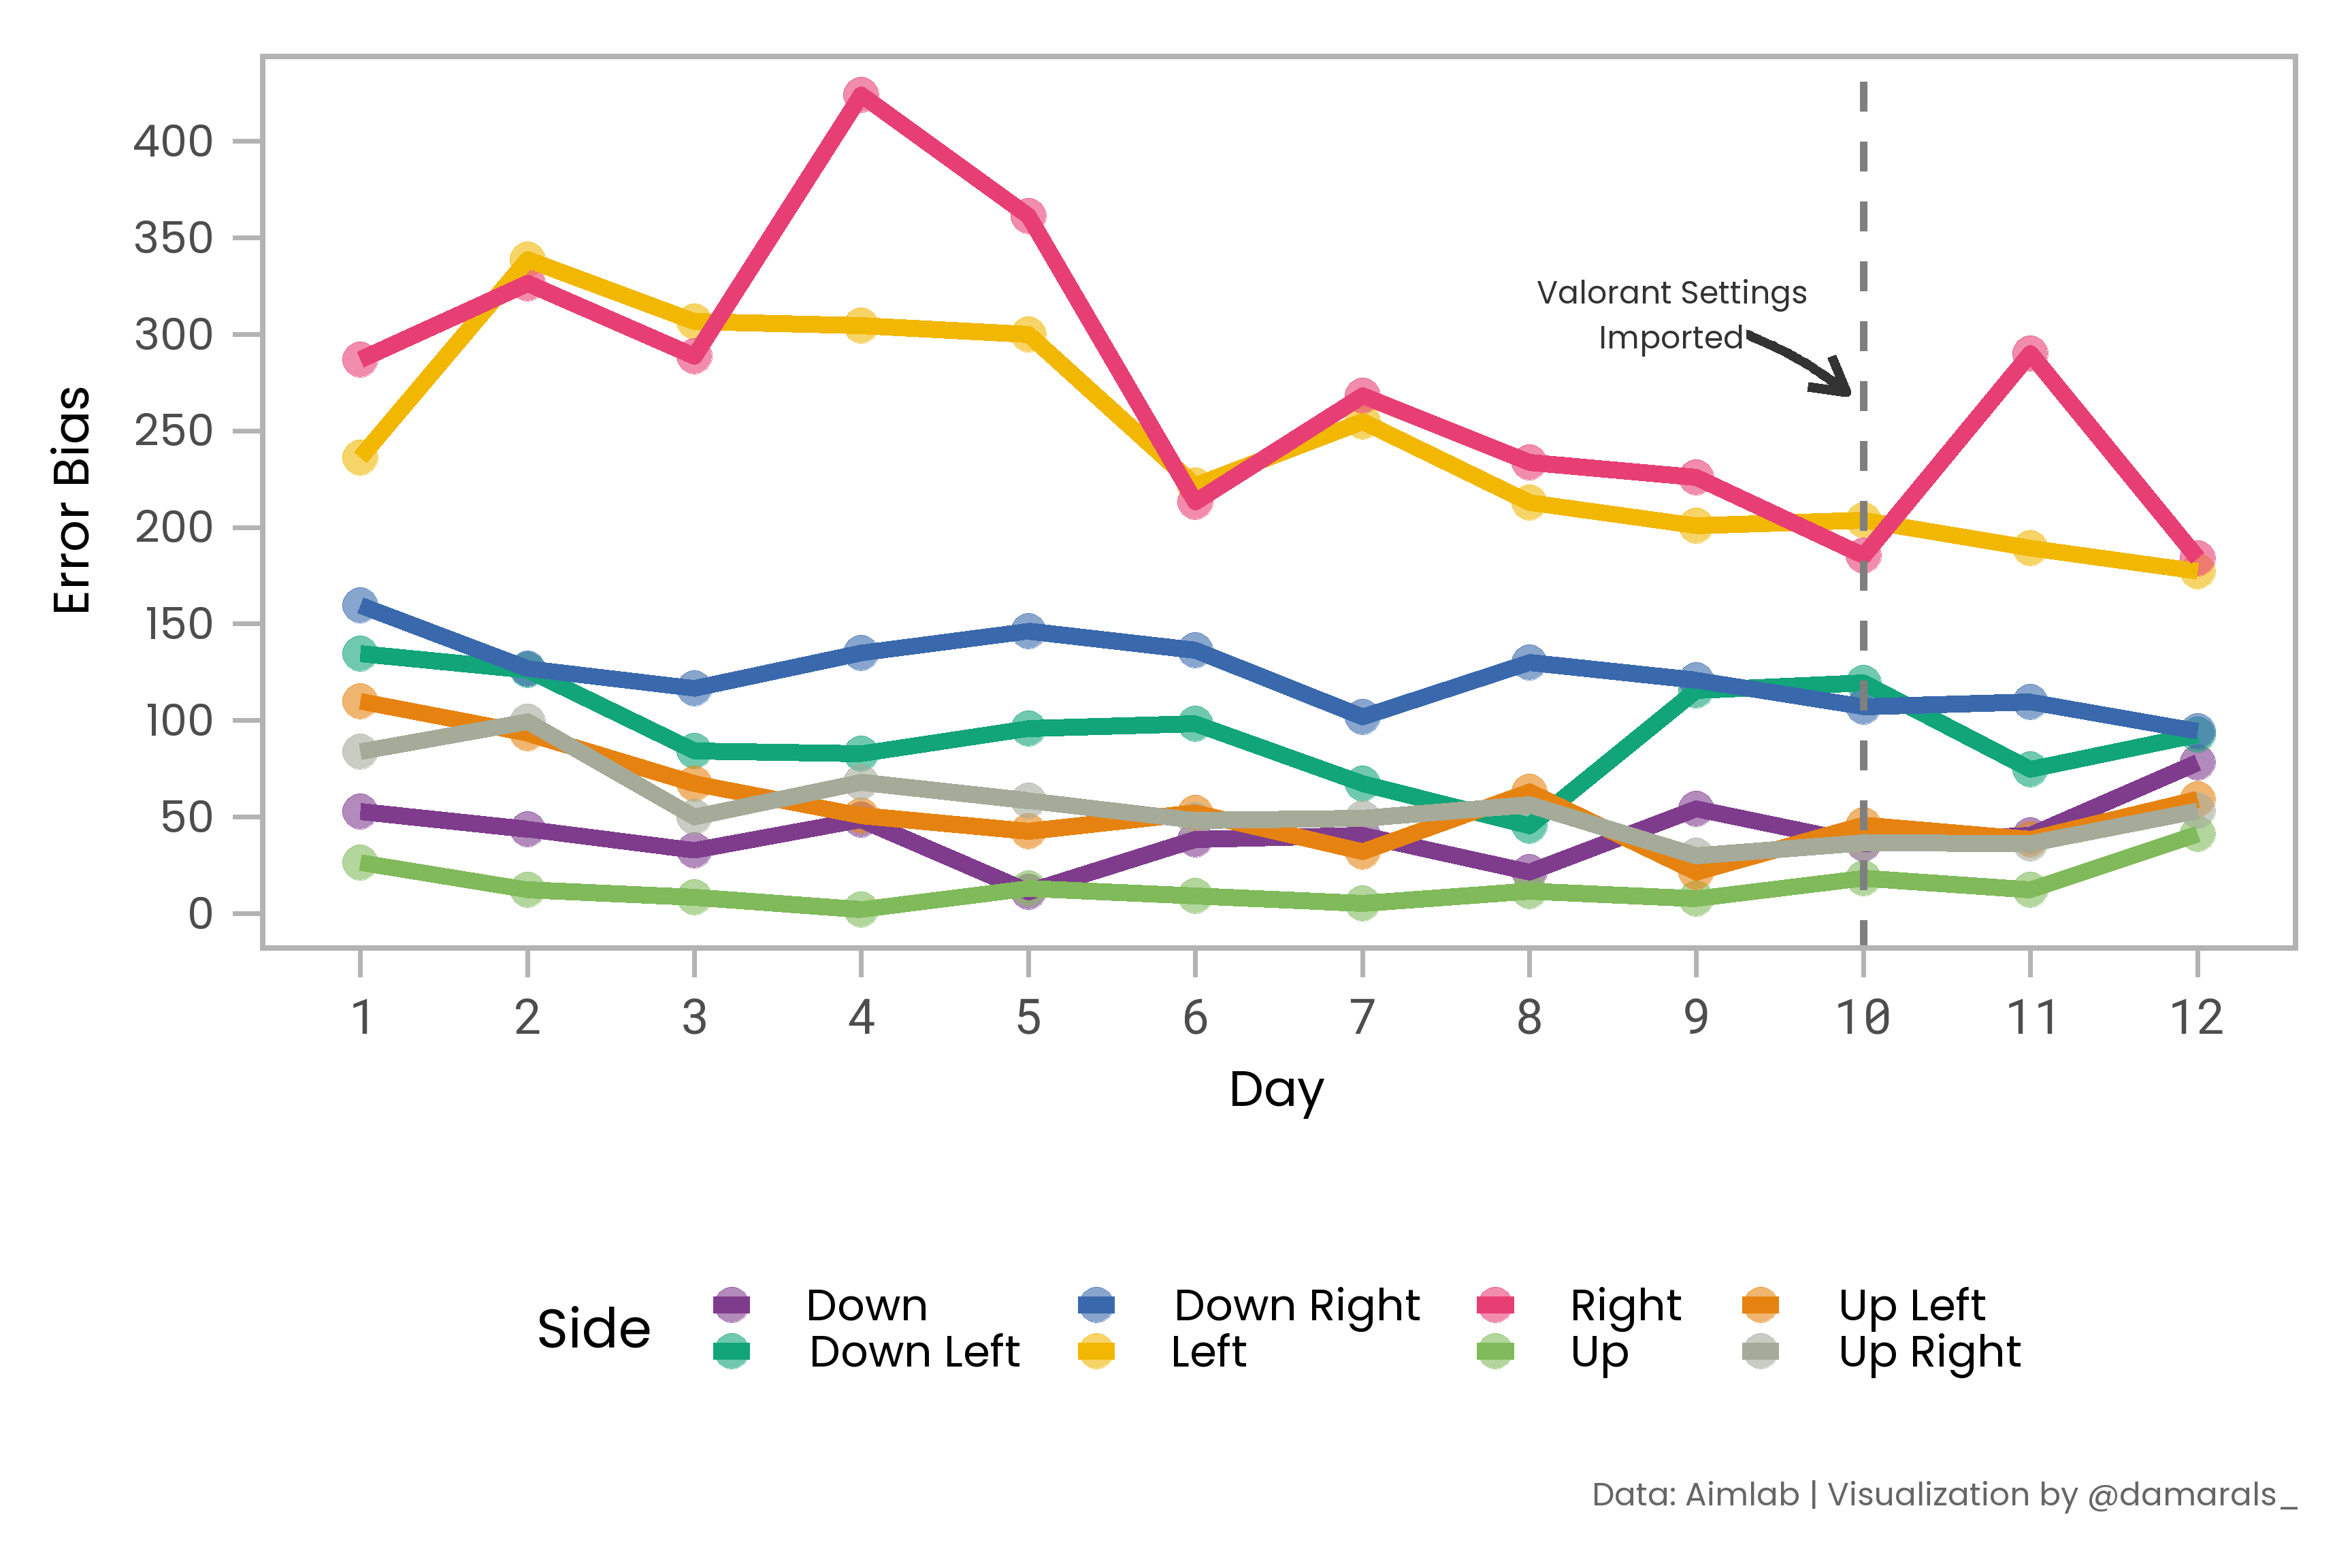 400
350
300
250
200
150
100
50
0
Error Bias
Valorant Settings
Imported
1 2 3 4 5 6 7 8 9 10 11 12
Day
Side
Down Down Right Right Up Left
Down Left Left Up Up Right
Data: Aimlab | Visualization by @damarals_